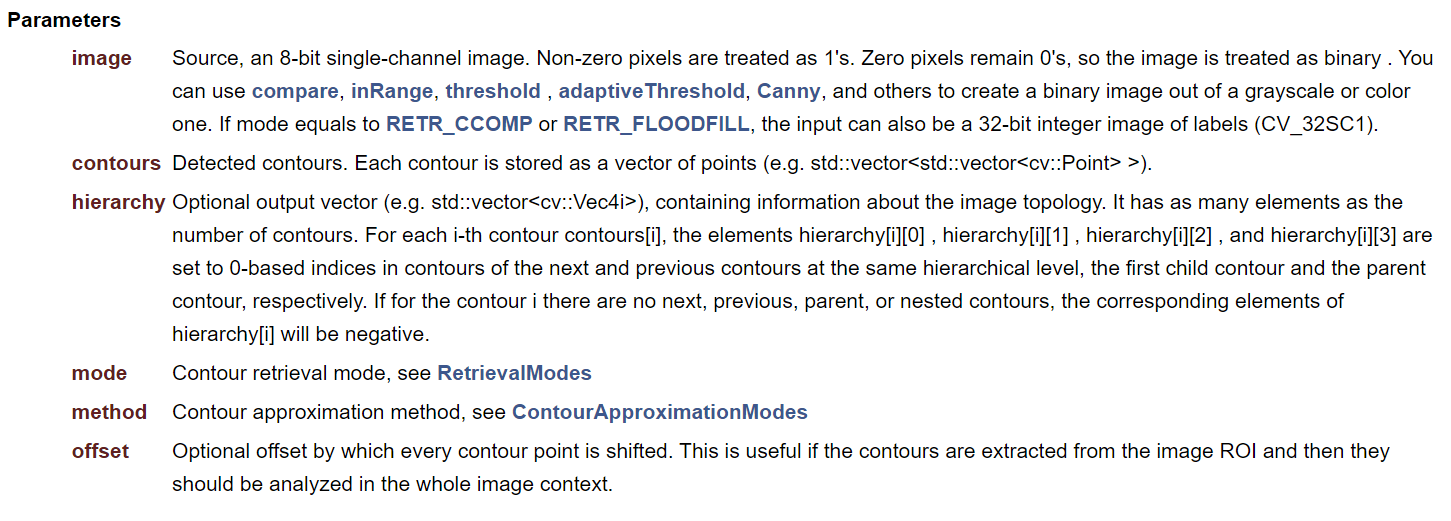 Parameters
image Source, an 8-bit single-channel image. Non-zero pixels are treated as 1's. Zero pixels remain 0's, so the image is treated as binary . You
can use compare, inRange, threshold , adaptiveThreshold, Canny, and others to create a binary image out of a grayscale or color
one. If mode equals to RETR_CCOMP or RETR_FLOODFILL, the input can also be a 32-bit integer image of labels (CV_32SC1).
contours Detected contours. Each contour is stored as a vector of points (e.g. std::vector<std::vector<cv::Point> >).
hierarchy Optional output vector (e.g. std::vector<cv::Vec4i>), containing information about the image topology. It has as many elements as the
number of contours. For each i-th contour contours[i], the elements hierarchy[i][0] , hierarchy[i][1] , hierarchy[i][2] , and hierarchy[i][3] are
set to 0-based indices in contours of the next and previous contours at the same hierarchical level, the first child contour and the parent
contour, respectively. If for the contour i there are no next, previous, parent, or nested contours, the corresponding elements of
hierarchy[i] will be negative.
mode Contour retrieval mode, see RetrievalModes
method Contour approximation method, see ContourApproximationModes
offset Optional offset by which every contour point is shifted. This is useful if the contours are extracted from the image ROI and then they
should be analyzed in the whole image context.